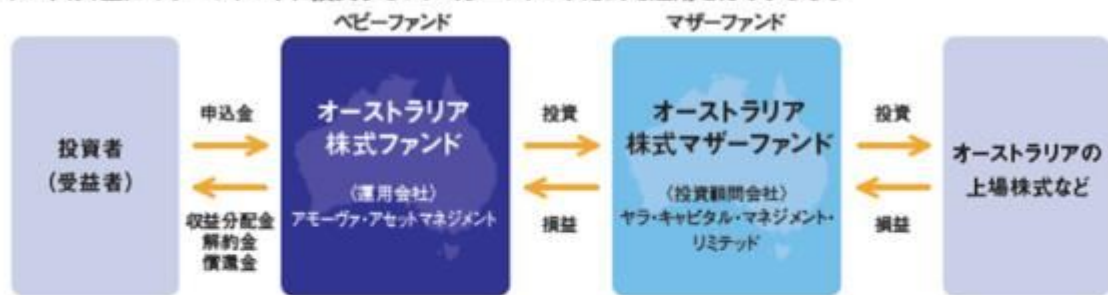 ベビーファンド
マザーファンド
投資者
（受益者）
申込金
収益分配金
解約金
償還金
オーストラリア
株式ファンド
〈運用会社〉
アモーヴァ・アセットマネジメント
投資
損益
オーストラリア
株式マザーファンド
〈投資顧問会社〉
ヤラ・キャピタル・マネジメント・
リミテッド
投資
損益
オーストラリアの
上場株式など